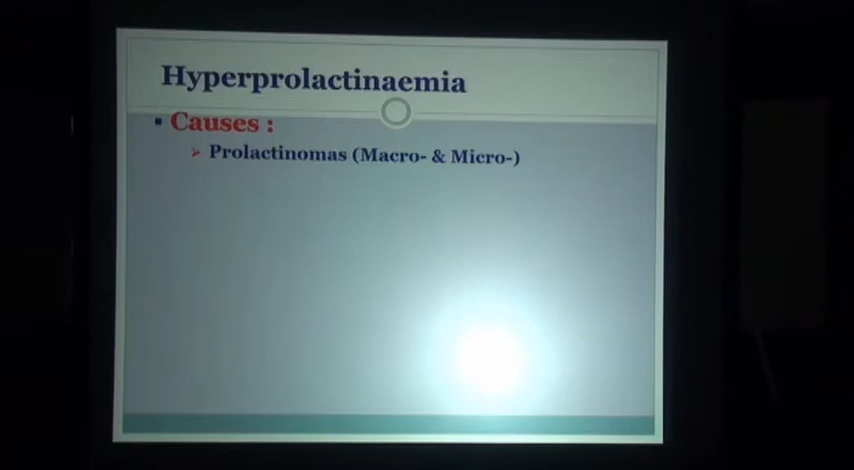 Hyperprolactinaemia
▪ Causes :
➢ Prolactinomas (Macro- & Micro-)